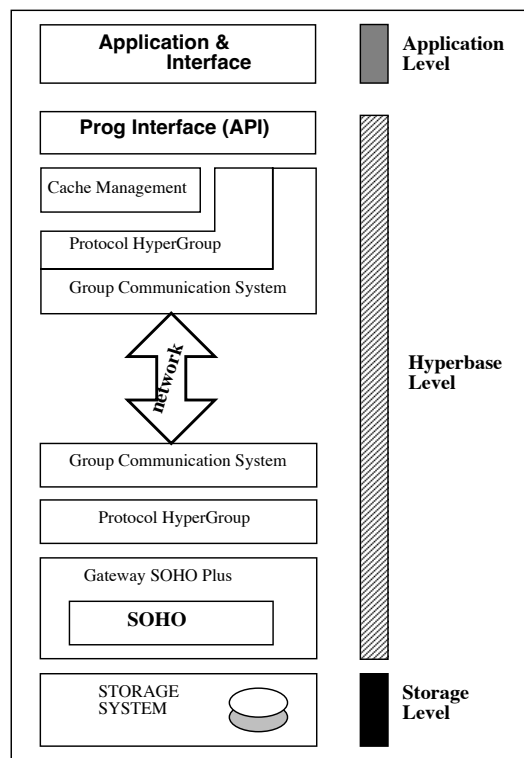 Application &
Interface
Application
Level
Prog Interface (API)
Cache Management
Protocol HyperGroup
Group Communication System
network
Hyperbase
Level
Group Communication System
Protocol HyperGroup
Gateway SOHO Plus
SOHO
STORAGE
SYSTEM
Storage
Level